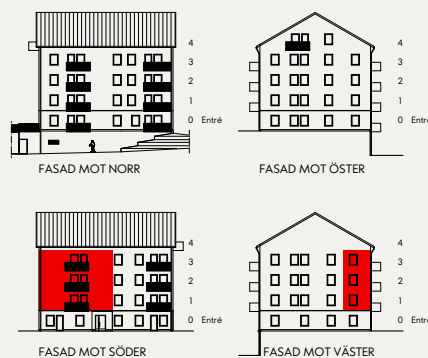 4
3
2
1
0 Entré
FASAD MOT NORR
4
3
2
1
0 Entré
FASAD MOT ÖSTER
4
3
2
1
0 Entré
FASAD MOT SÖDER
4
3
2
1
0 Entré
FASAD MOT VÄSTER